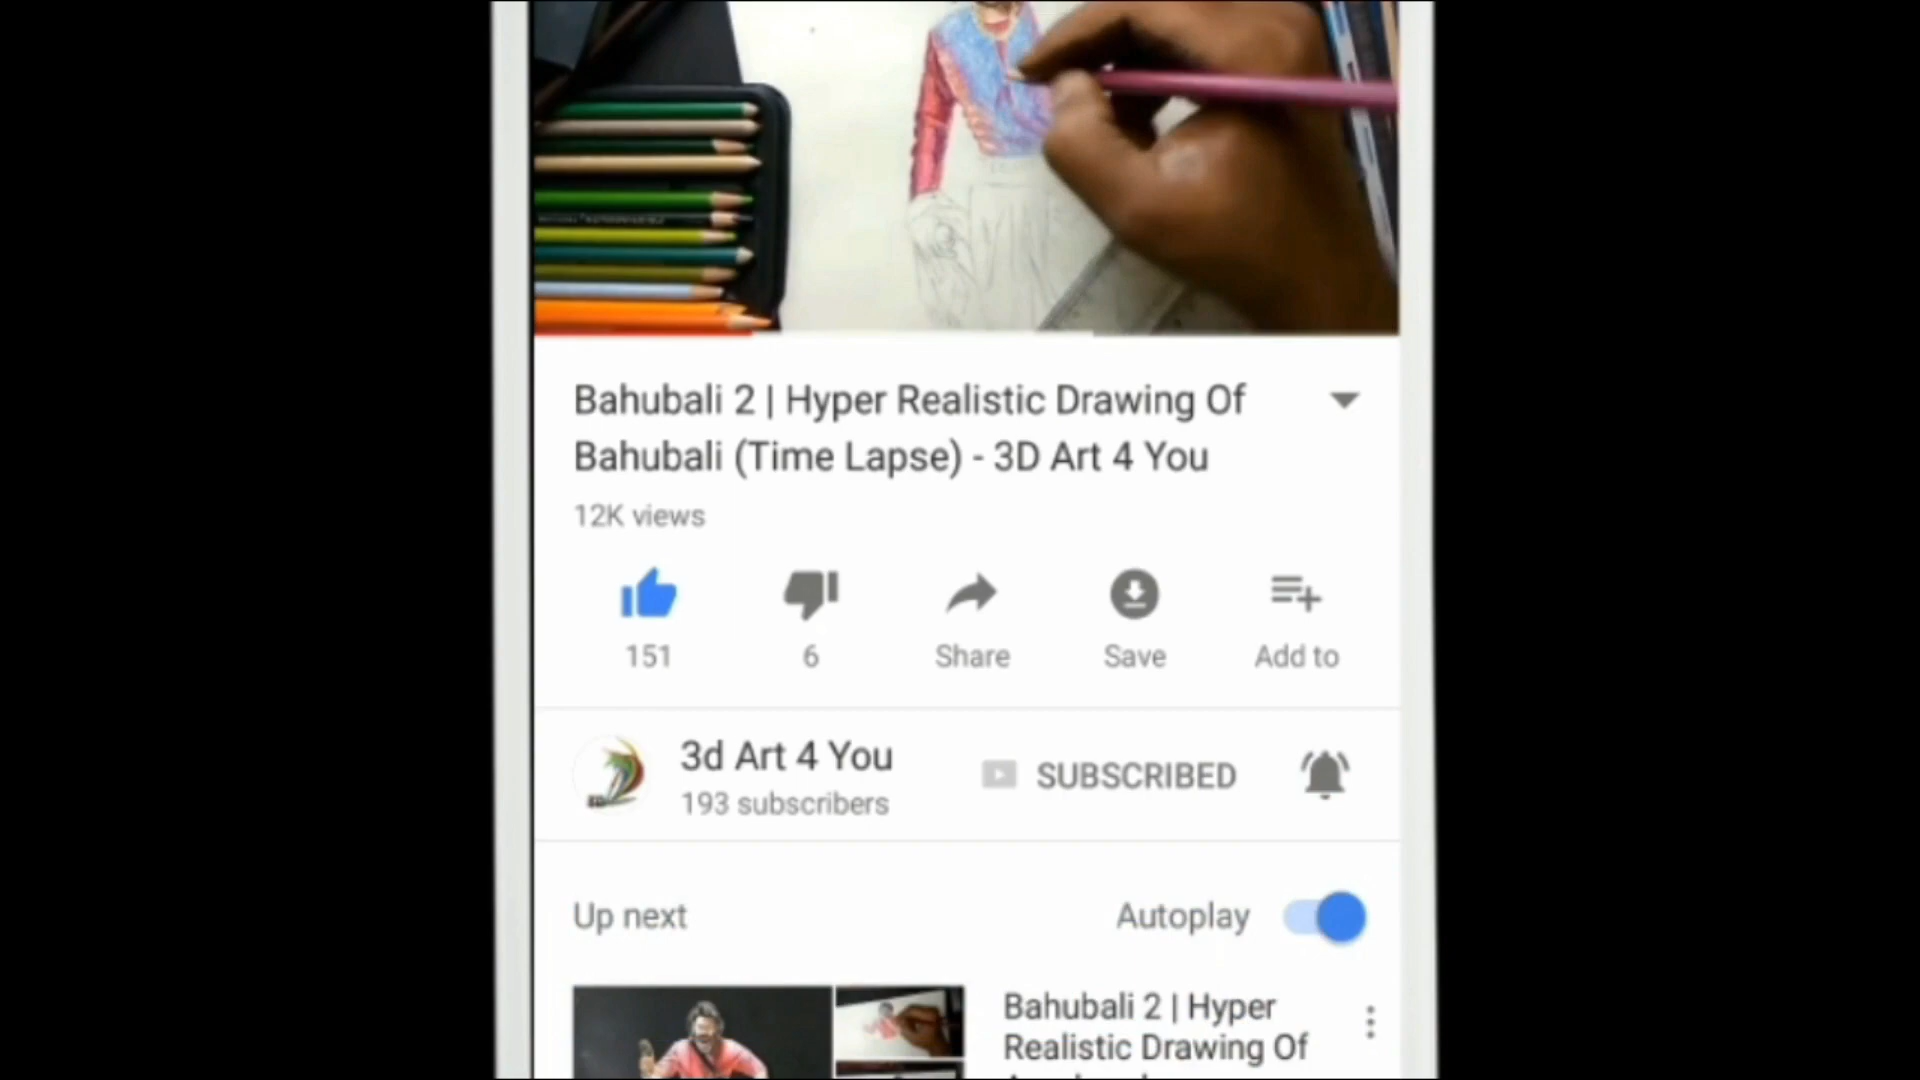 Bahubali 2 | Hyper Realistic Drawing Of
Bahubali (Time Lapse) - 3D Art 4 You
12K views
151
6
Share
Save
Add to
3d Art 4 You
193 subscribers
SUBSCRIBED
Up next
Autoplay
Bahubali 2 | Hyper
Realistic Drawing Of